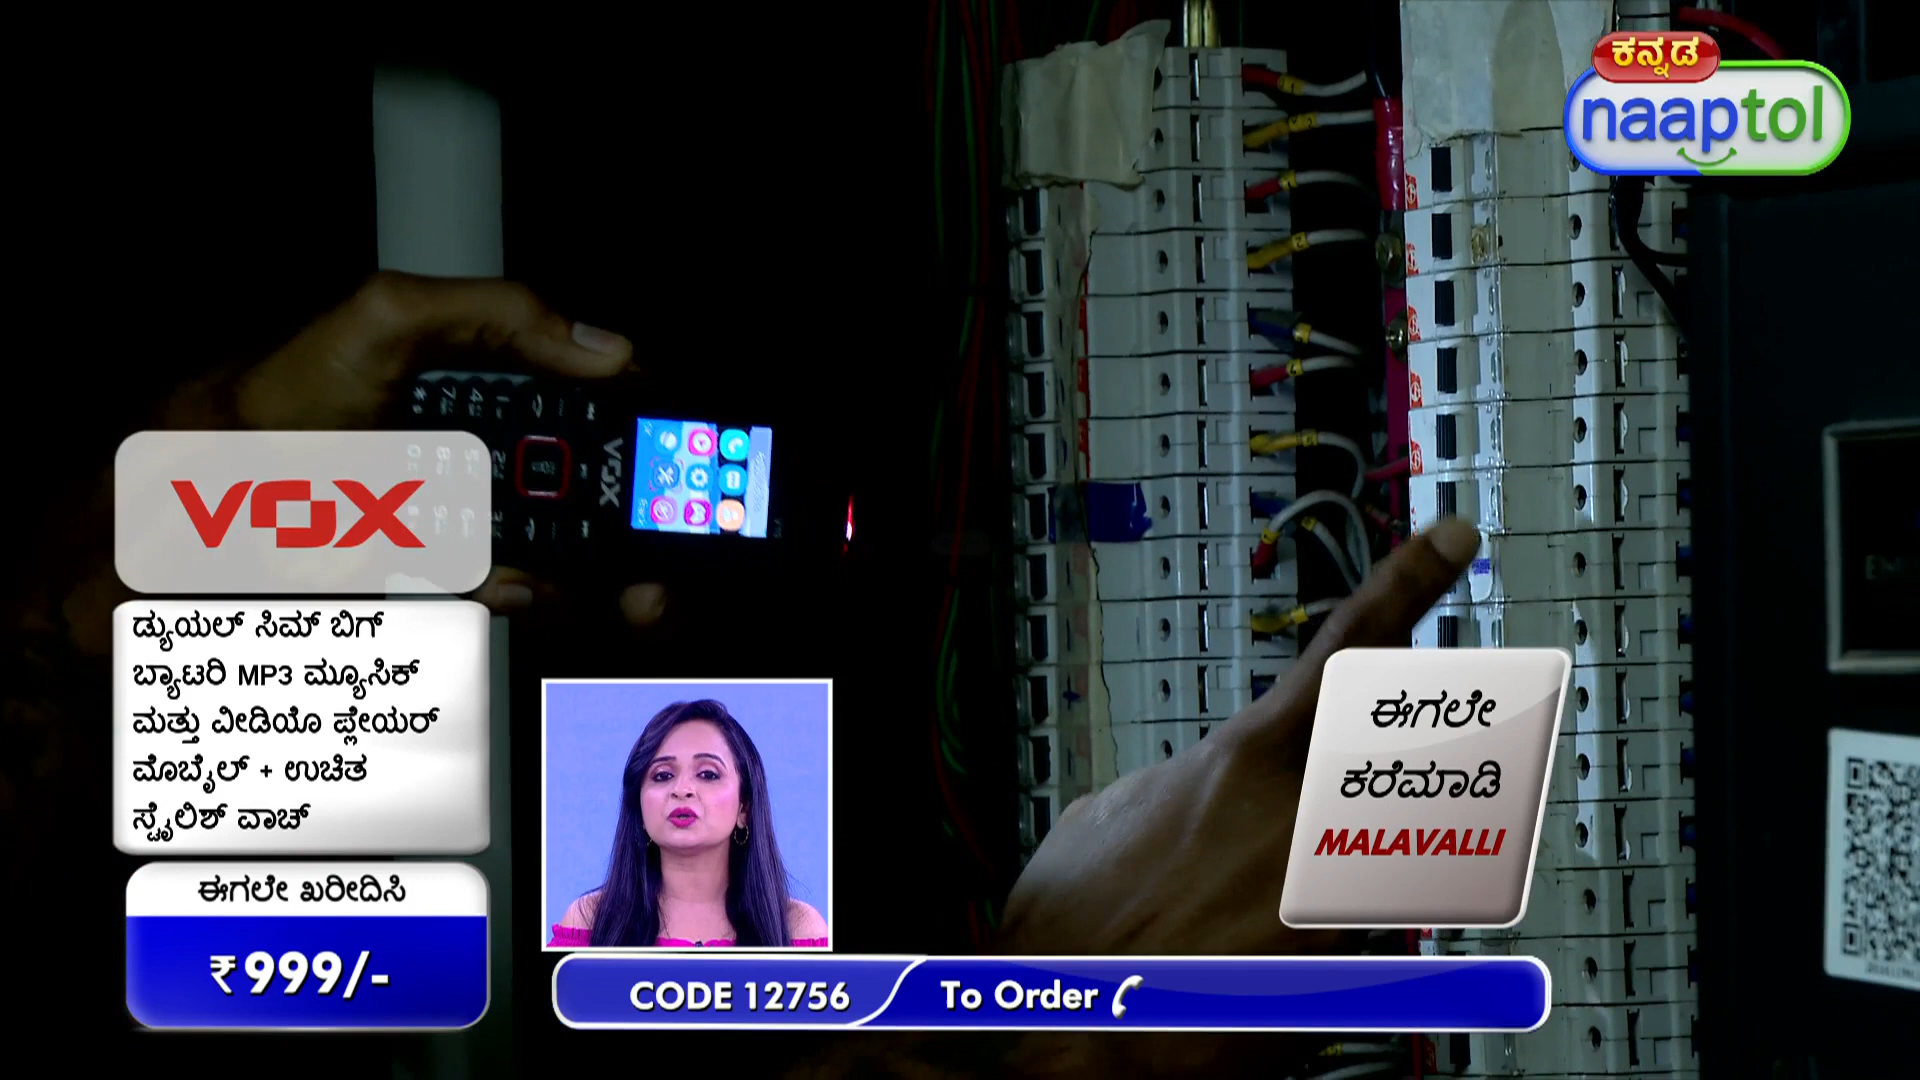 ಕನ್ನಡ
naaptol
VOX
VOX
ಡ್ಯುಯಲ್ ಸಿಮ್ ಬಿಗ್
ಬ್ಯಾಟರಿ MP3 ಮ್ಯೂಸಿಕ್
ಮತ್ತು ವೀಡಿಯೊ ಪ್ಲೇಯರ್
ಮೊಬೈಲ್ + ಉಚಿತ
ಸ್ಟೈಲಿಶ್ ವಾಚ್
ಈಗಲೇ ಖರೀದಿಸಿ
₹999/-
ಈಗಲೇ
ಕರೆಮಾಡಿ
MALAVALLI
CODE 12756
To Order